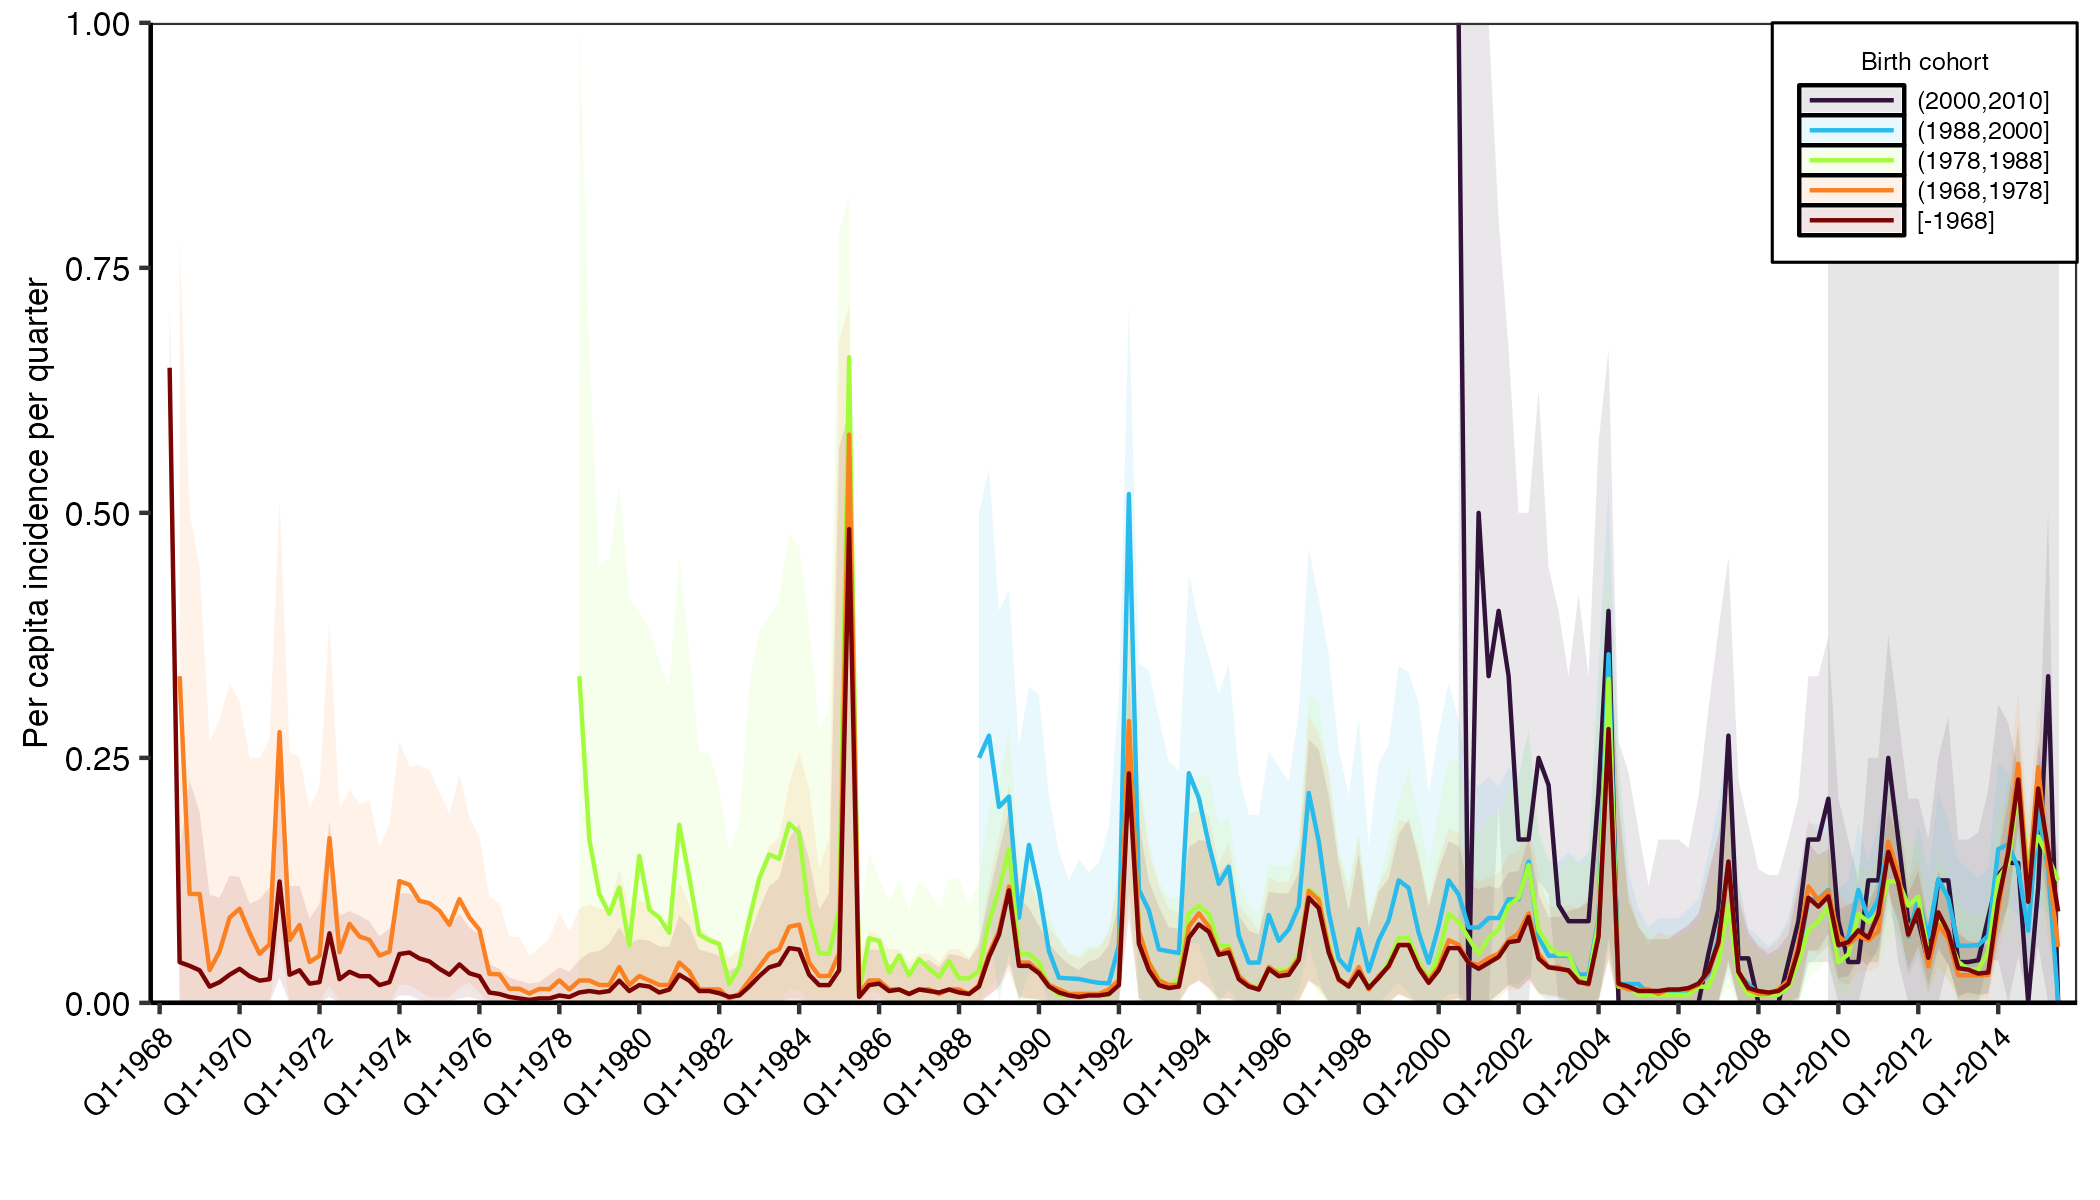 Per capita incidence per quarter
1.00
0.75
0.50
0.25
0.00
Birth cohort
(2000,2010]
(1988,2000]
(1978,1988]
(1968,1978]
[-1968]
Q1-1968
Q1-1970
Q1-1972
Q1-1974
Q1-1976
Q1-1978
Q1-1980
Q1-1982
Q1-1984
Q1-1986
Q1-1988
Q1-1990
Q1-1992
Q1-1994
Q1-1996
Q1-1998
Q1-2000
Q1-2002
Q1-2004
Q1-2006
Q1-2008
Q1-2010
Q1-2012
Q1-2014